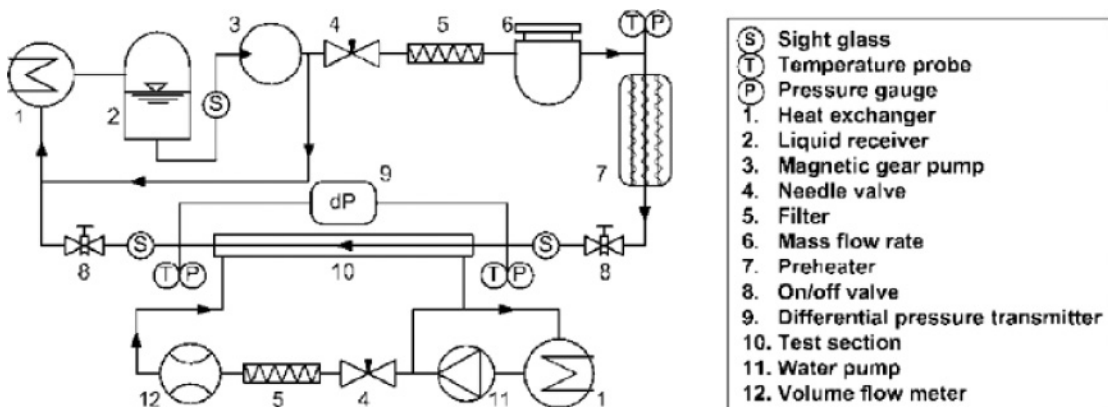 3
4
5
6
T P
1
2
S
7
9
dP
8
S
T P
10
T P
S
8
12
5
4
11
1
S Sight glass
T Temperature probe
P Pressure gauge
1. Heat exchanger
2. Liquid receiver
3. Magnetic gear pump
4. Needle valve
5. Filter
6. Mass flow rate
7. Preheater
8. On/off valve
9. Differential pressure transmitter
10. Test section
11. Water pump
12. Volume flow meter